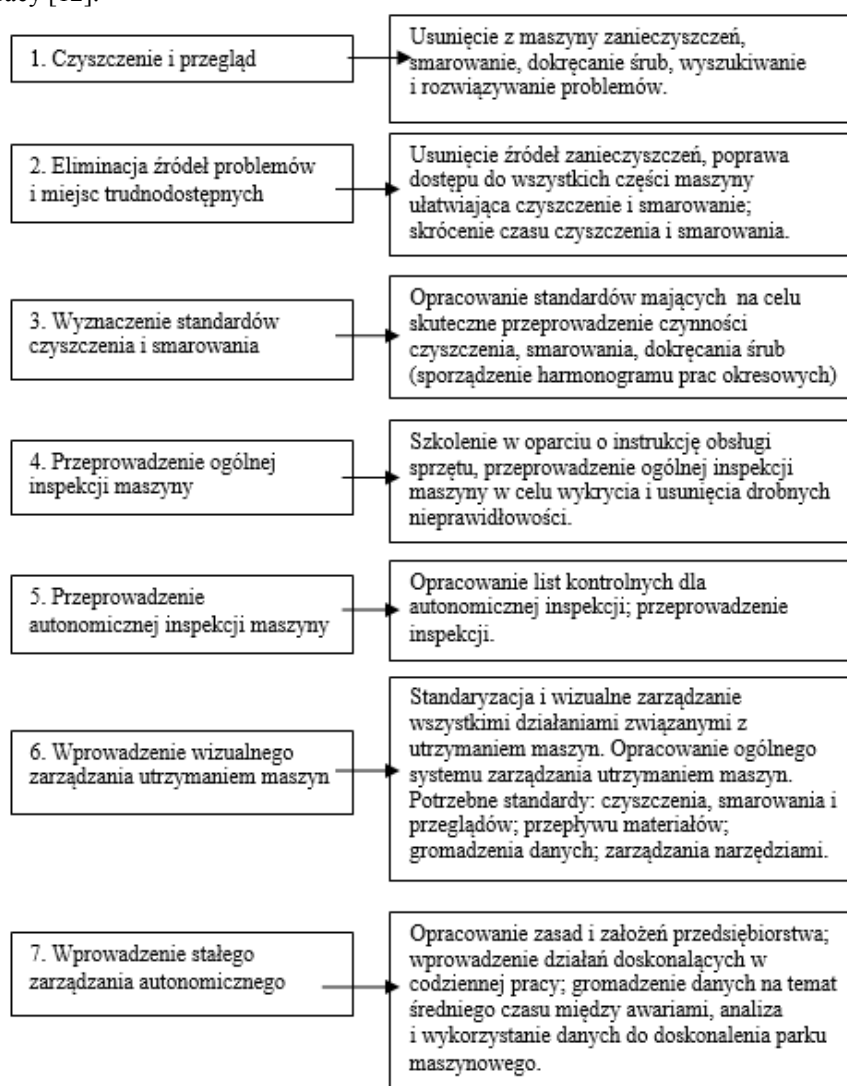 1. Czyszczenie i przegląd
Usunięcie z maszyny zanieczyszczeń,
smarowanie, dokręcanie śrub, wyszukiwanie
i rozwiązywanie problemów.
2. Eliminacja źródeł problemów
i miejsc trudnodostępnych
Usunięcie źródeł zanieczyszczeń, poprawa
dostępu do wszystkich części maszyny
ułatwiająca czyszczenie i smarowanie;
skrócenie czasu czyszczenia i smarowania.
3. Wyznaczenie standardów
czyszczenia i smarowania
Opracowanie standardów mających na celu
skuteczne przeprowadzenie czynności
czyszczenia, smarowania, dokręcania śrub
(sporządzenie harmonogramu prac okresowych)
4. Przeprowadzenie ogólnej
inspekcji maszyny
Szkolenie w oparciu o instrukcję obsługi
sprzętu, przeprowadzenie ogólnej inspekcji
maszyny w celu wykrycia i usunięcia drobnych
nieprawidłowości.
5. Przeprowadzenie
autonomicznej inspekcji maszyny
Opracowanie list kontrolnych dla
autonomicznej inspekcji; przeprowadzenie
inspekcji.
6. Wprowadzenie wizualnego
zarządzania utrzymaniem maszyn
Standaryzacja i wizualne zarządzanie
wszystkimi działaniami związanymi z
utrzymaniem maszyn. Opracowanie ogólnego
systemu zarządzania utrzymaniem maszyn.
Potrzebne standardy: czyszczenia, smarowania i
przeglądów; przepływu materiałów;
gromadzenia danych; zarządzania narzędziami.
7. Wprowadzenie stałego
zarządzania autonomicznego
Opracowanie zasad i założeń przedsiębiorstwa;
wprowadzenie działań doskonalących w
codziennej pracy; gromadzenie danych na temat
średniego czasu między awariami, analiza
i wykorzystanie danych do doskonalenia parku
maszynowego.